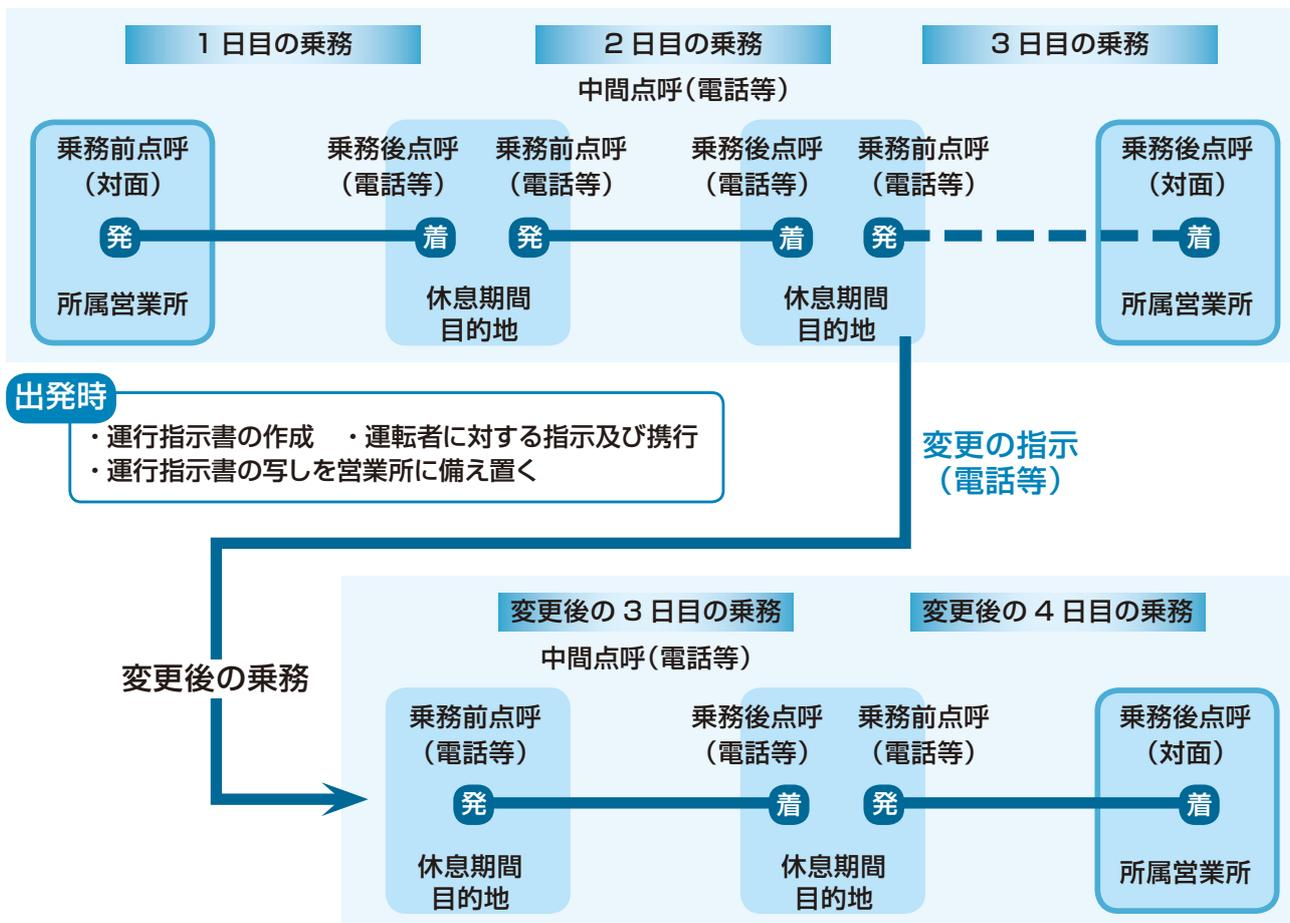 1日目の乗務
2日目の乗務
3日目の乗務
中間点呼(電話等)
乗務前点呼
(対面)
乗務後点呼
(電話等)
乗務前点呼
(電話等)
乗務後点呼
(電話等)
乗務前点呼
(電話等)
乗務後点呼
(対面)
発
着
発
着
発
着
所属営業所
休息期間
目的地
休息期間
目的地
所属営業所
出発時
・運行指示書の作成 ・運転者に対する指示及び携行
・運行指示書の写しを営業所に備え置く
変更の指示
(電話等)
変更後の3日目の乗務
変更後の4日目の乗務
中間点呼(電話等)
変更後の乗務
乗務前点呼
(電話等)
乗務後点呼
(電話等)
乗務前点呼
(電話等)
乗務後点呼
(対面)
発
着
発
着
休息期間
目的地
休息期間
目的地
所属営業所